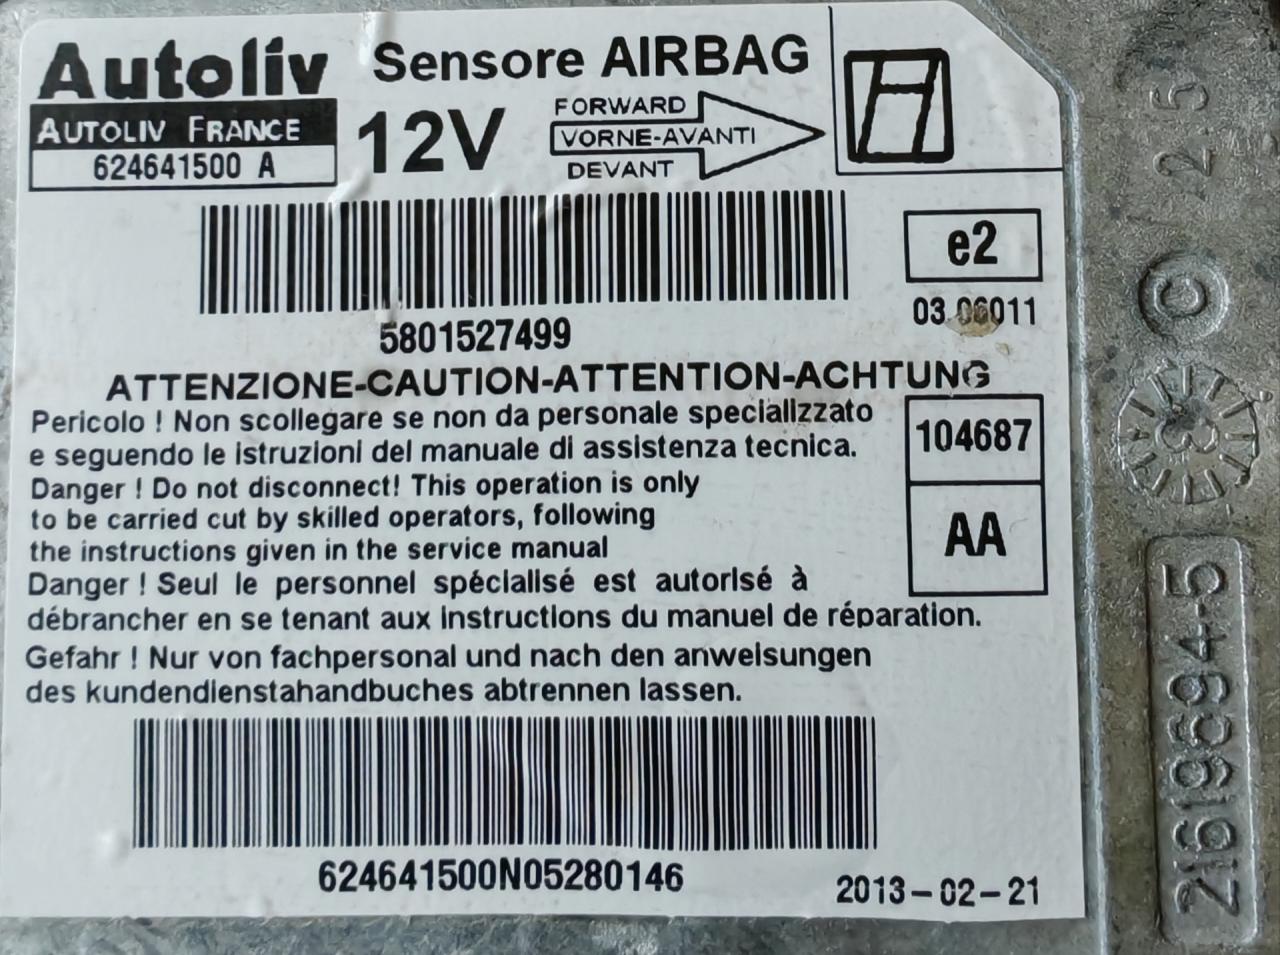 Autoliv Sensore AIRBAG
AUTOLIV FRANCE
624641500 A
12V
FORWARD
VORNE-AVANTI
DEVANT
e2
03 06011
5801527499
ATTENZIONE-CAUTION-ATTENTION-ACHTUNG
Pericolo ! Non scollegare se non da personale specializzato
e seguendo le istruzioni del manuale di assistenza tecnica.
Danger ! Do not disconnect! This operation is only
to be carried cut by skilled operators, following
the instructions given in the service manual
Danger ! Seul le personnel spécialisé est autorisé à
débrancher en se tenant aux instructions du manuel de réparation.
Gefahr ! Nur von fachpersonal und nach den anweisungen
des kundendienstahandbuches abtrennen lassen.
104687
AA
624641500N05280146
2013-02-21
C
3
21619694-5